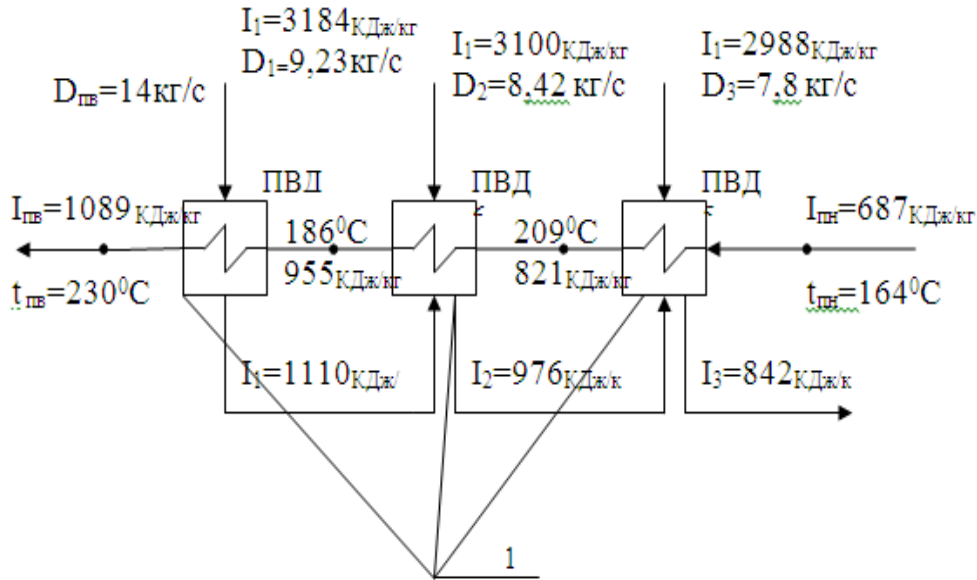 I₁=3184КДж/кг
D₁=9,23кг/с
I₁=3100КДж/кг
D₂=8,42 кг/с
I₁=2988КДж/кг
D₃=7,8 кг/с
Dпв=14кг/с
ПВД
ПВД
ПВД
Iпв=1089КДж/кг
186⁰С
209⁰С
Iпн=687КДж/кг
955КДж/кг
821КДж/кг
tпв=230⁰С
tпн=164⁰С
I₁=1110КДж/
I₂=976КДж/к
I₃=842КДж/к
1